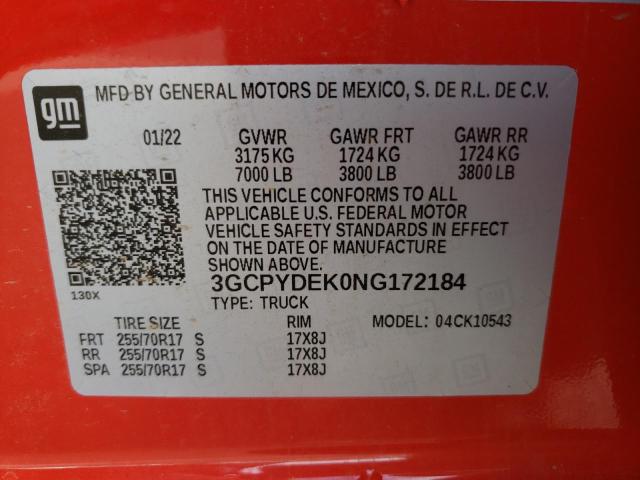 gm
MFD BY GENERAL MOTORS DE MEXICO, S. DE R.L. DE C.V.
01/22 GVWR GAWR FRT GAWR RR
3175 KG 1724 KG 1724 KG
7000 LB 3800 LB 3800 LB
THIS VEHICLE CONFORMS TO ALL
APPLICABLE U.S. FEDERAL MOTOR
VEHICLE SAFETY STANDARDS IN EFFECT
ON THE DATE OF MANUFACTURE
SHOWN ABOVE.
130X 3GCPYDEK0NG172184
TYPE: TRUCK
TIRE SIZE RIM MODEL: 04CK10543
FRT 255/70R17 S 17X8J
RR 255/70R17 S 17X8J
SPA 255/70R17 S 17X8J